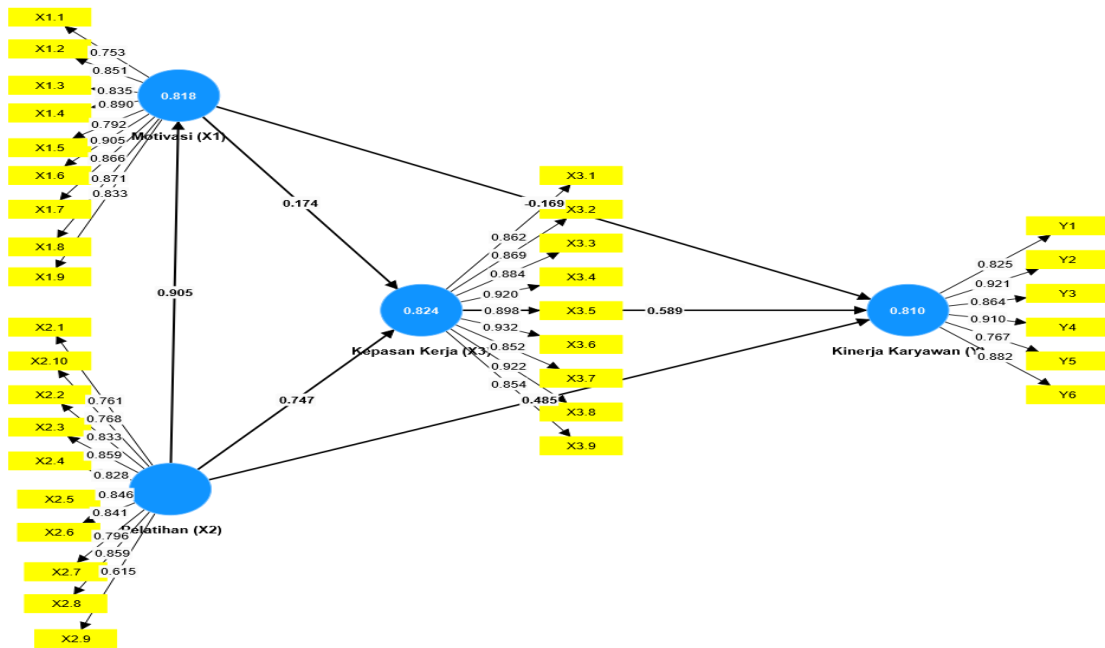 X1.1
X1.2
X1.3
X1.4
X1.5
X1.6
X1.7
X1.8
X1.9
0.753
0.851
0.835
0.890
0.792
0.905
0.866
0.871
0.833
0.818
Motivasi (X1)
0.905
0.174
-0.169
X2.1
X2.10
X2.2
X2.3
X2.4
X2.5
X2.6
X2.7
X2.8
X2.9
0.761
0.768
0.833
0.859
0.828
0.846
0.841
0.796
0.859
0.615
Pelatihan (X2)
0.747
0.485
0.824
Kepasan Kerja (X3)
0.862
0.869
0.884
0.920
0.898
0.932
0.852
0.922
0.854
X3.1
X3.2
X3.3
X3.4
X3.5
X3.6
X3.7
X3.8
X3.9
0.589
0.810
Kinerja Karyawan (Y)
0.825
0.921
0.864
0.910
0.767
0.882
Y1
Y2
Y3
Y4
Y5
Y6